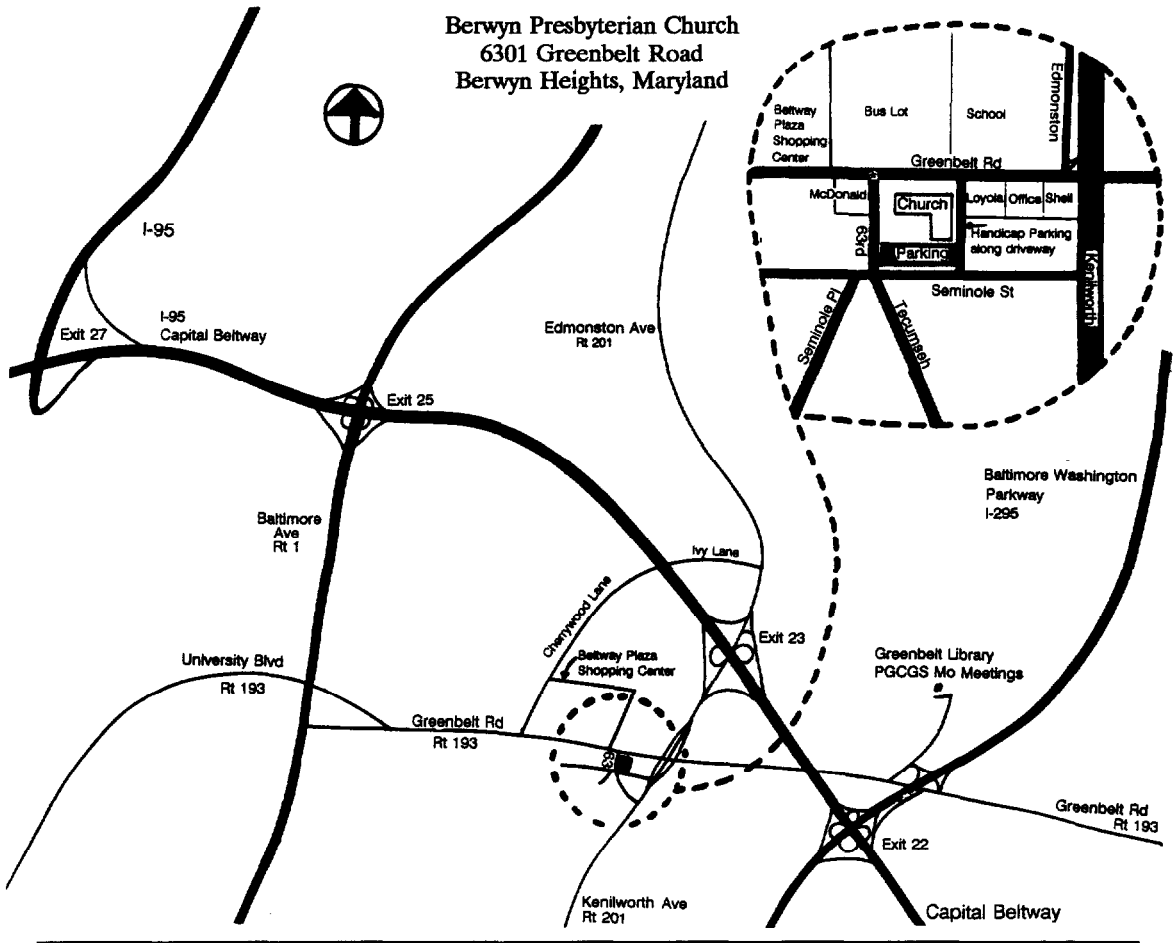 Berwyn Presbyterian Church
6301 Greenbelt Road
Berwyn Heights, Maryland
Edmonston
Beltway
Plaza
Shopping
Center
Bus Lot
School
Greenbelt Rd
McDonald
Church
Loyola
Office
Shell
63rd
Handicap Parking
along driveway
Parking
Seminole St
Kenilworth
Seminole Pl
Tecumseh
I-95
Exit 27
I-95
Capital Beltway
Edmonston Ave
Rt 201
Exit 25
Baltimore Washington
Parkway
I-295
Baltimore
Ave
Rt 1
Ivy Lane
Cherrywood Lane
Exit 23
Beltway Plaza
Shopping Center
University Blvd
Rt 193
Greenbelt Library
PGCGS Mo Meetings
Greenbelt Rd
Rt 193
63
Greenbelt Rd
Rt 193
Exit 22
Kenilworth Ave
Rt 201
Capital Beltway